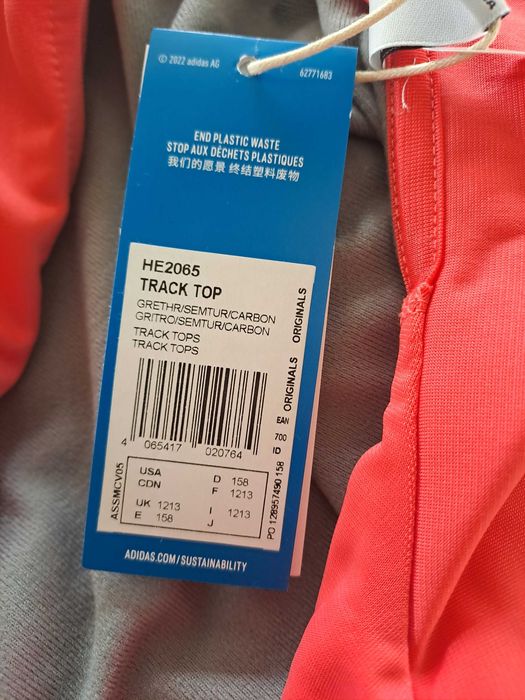 © 2022 adidas AG
6Z771683
END PLASTIC WASTE
STOP AUX DÉCHETS PLASTIQUES
我们的愿景 终结塑料废物
HE2065
TRACK TOP
GRETHR/SEMTUR/CARBON
GRITRO/SEMTUR/CARBON
TRACK TOPS
TRACK TOPS
4 065417 020764
ORIGINALS ORIGINALS
EAN
700
ID
PO 128957490 158
ASSMCV05
USA
CDN
UK 1213
E 158
D 158
F 1213
I 1213
J
ADIDAS.COM/SUSTAINABILITY